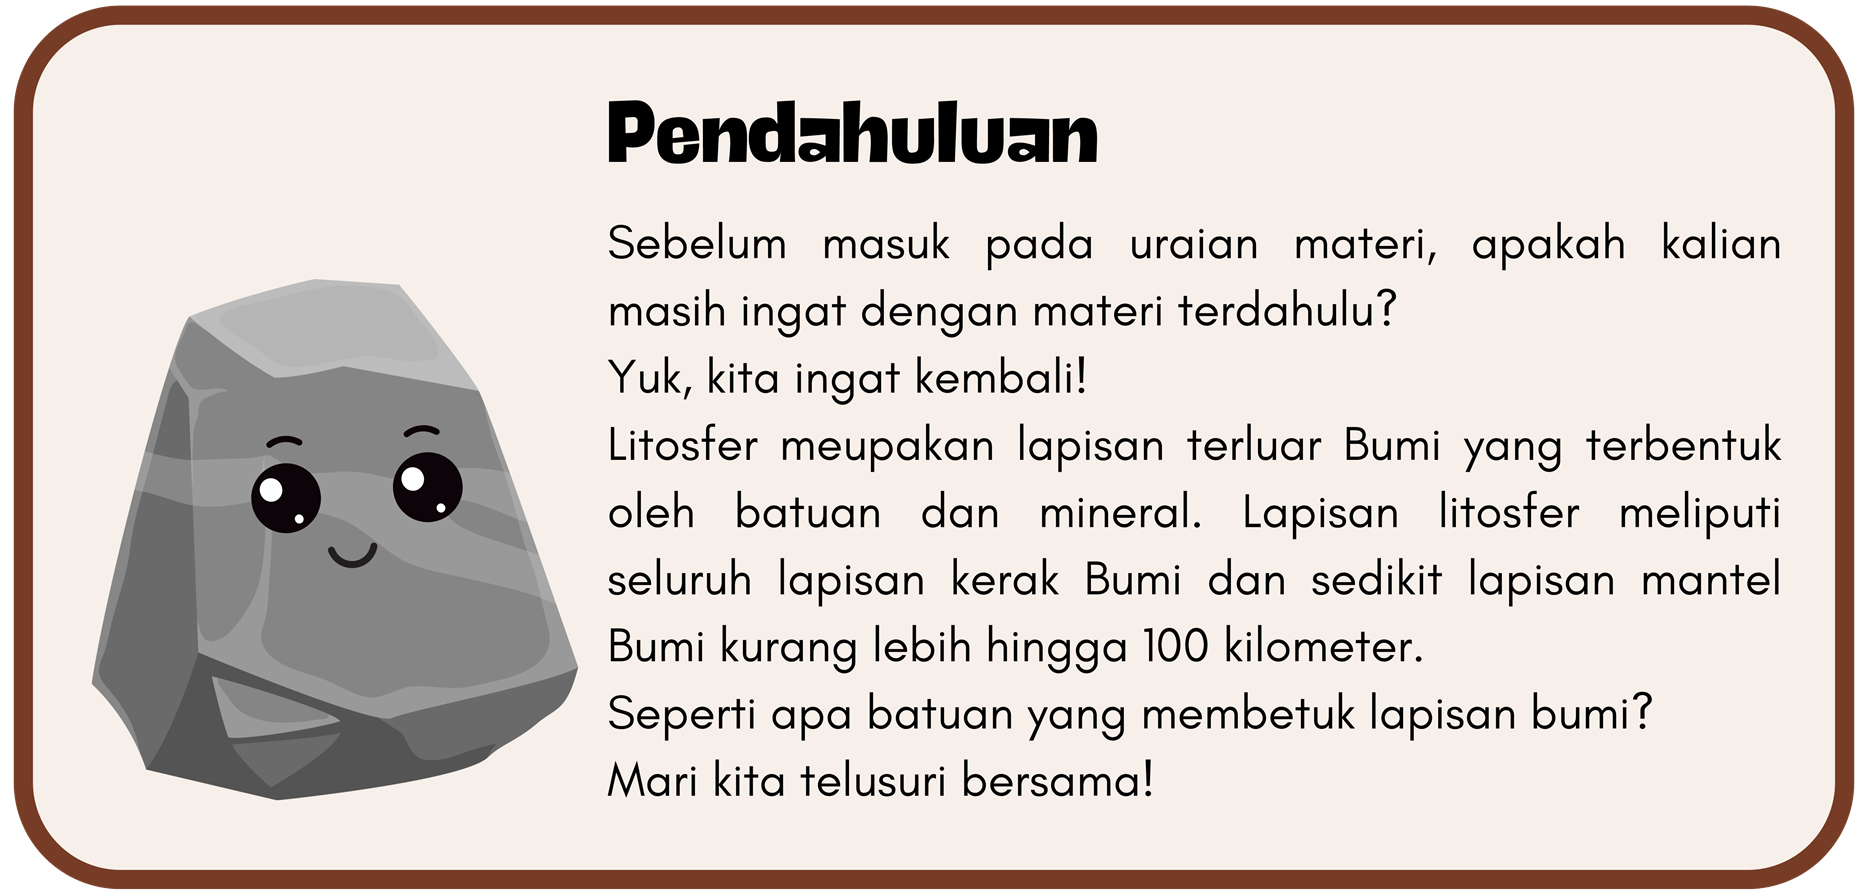 Pendahuluan
Sebelum masuk pada uraian materi, apakah kalian
masih ingat dengan materi terdahulu?
Yuk, kita ingat kembali!
Litosfer meupakan lapisan terluar Bumi yang terbentuk
oleh batuan dan mineral. Lapisan litosfer meliputi
seluruh lapisan kerak Bumi dan sedikit lapisan mantel
Bumi kurang lebih hingga 100 kilometer.
Seperti apa batuan yang membetuk lapisan bumi?
Mari kita telusuri bersama!